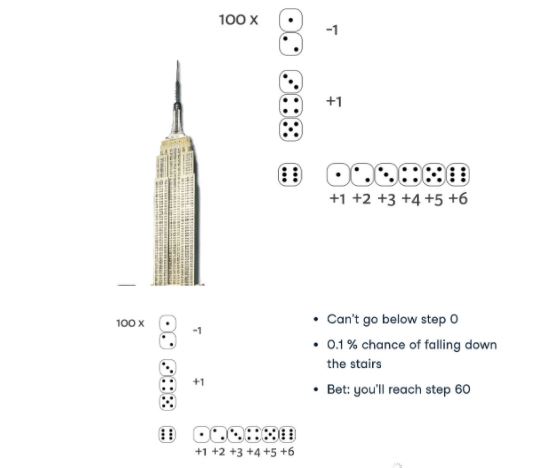 100 x
-1
+1
+1 +2 +3 +4 +5 +6
100 x
-1
+1
+1 +2 +3 +4 +5 +6
• Can't go below step 0
• 0.1 % chance of falling down
the stairs
• Bet: you'll reach step 60